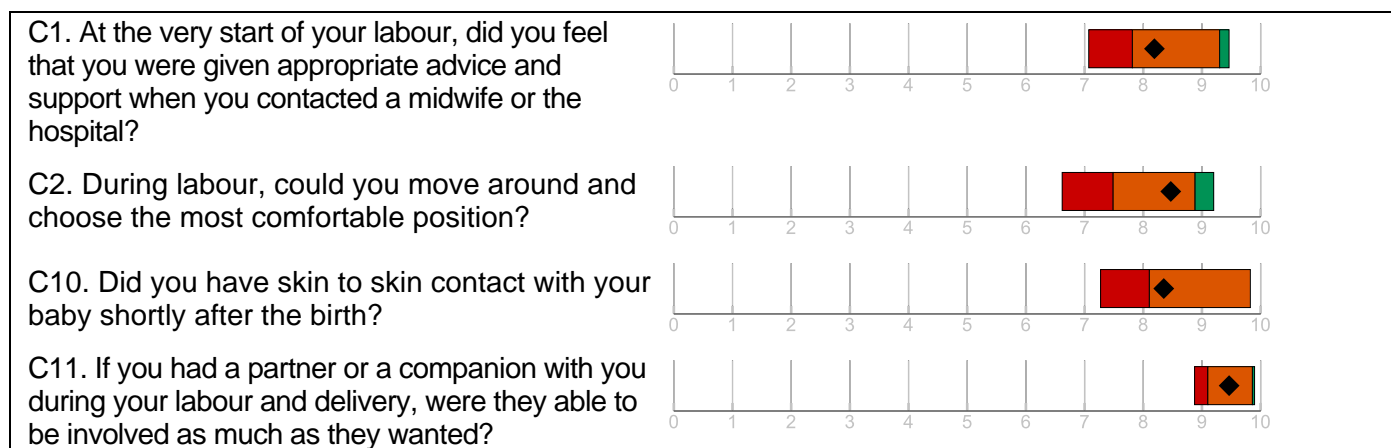 C1. At the very start of your labour, did you feel
that you were given appropriate advice and
support when you contacted a midwife or the
hospital?
0 1 2 3 4 5 6 7 8 9 10
C2. During labour, could you move around and
choose the most comfortable position?
0 1 2 3 4 5 6 7 8 9 10
C10. Did you have skin to skin contact with your
baby shortly after the birth?
0 1 2 3 4 5 6 7 8 9 10
C11. If you had a partner or a companion with you
during your labour and delivery, were they able to
be involved as much as they wanted?
0 1 2 3 4 5 6 7 8 9 10